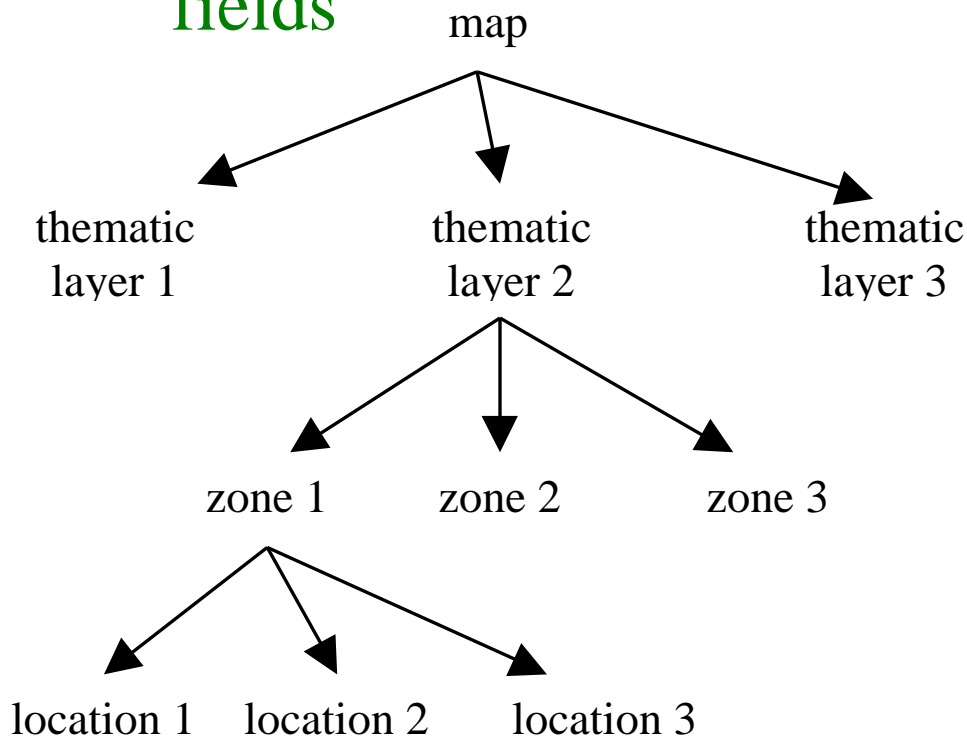 fields
map
thematic
layer 1
thematic
layer 2
thematic
layer 3
zone 1
zone 2
zone 3
location 1
location 2
location 3